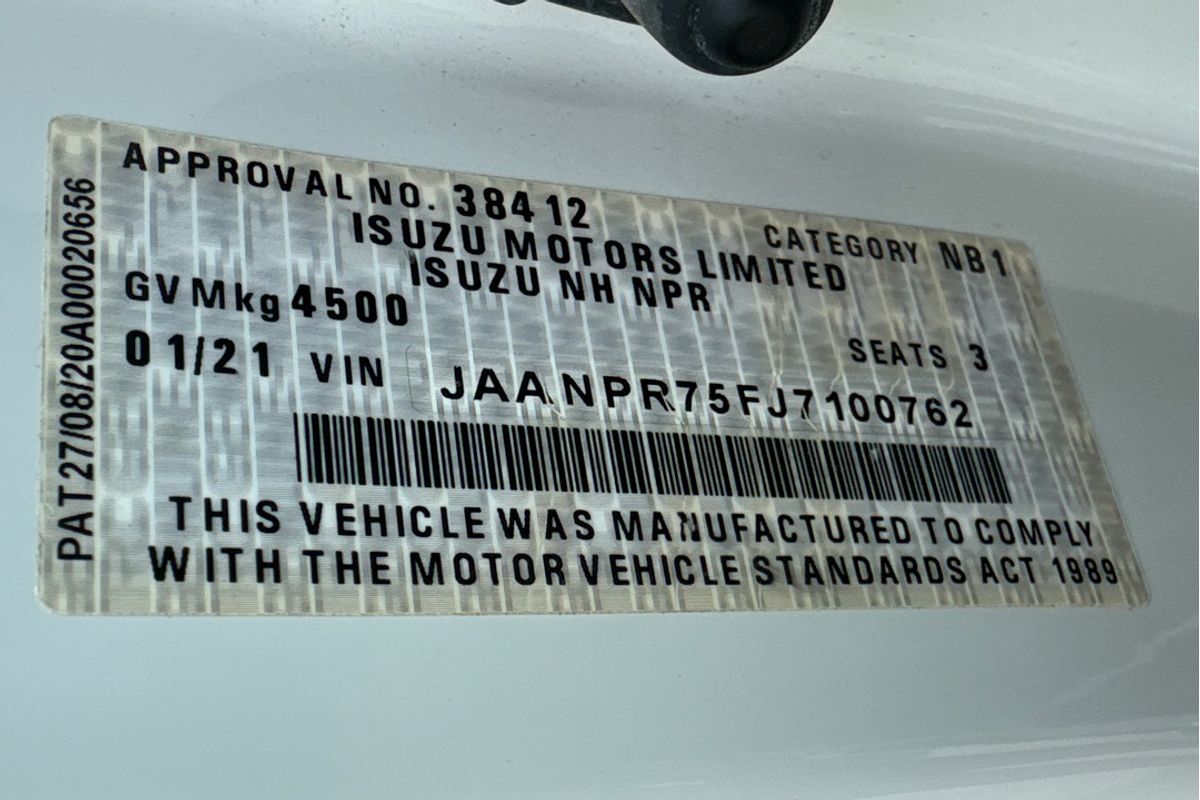 APPROVAL NO. 38412 CATEGORY NB1
ISUZU MOTORS LIMITED
ISUZU NH NPR
GVMkg 4500
SEATS 3
01/21 VIN JAANPR75FJ7100762
THIS VEHICLE WAS MANUFACTURED TO COMPLY
WITH THE MOTOR VEHICLE STANDARDS ACT 1989
PAT27/08/20A00020656